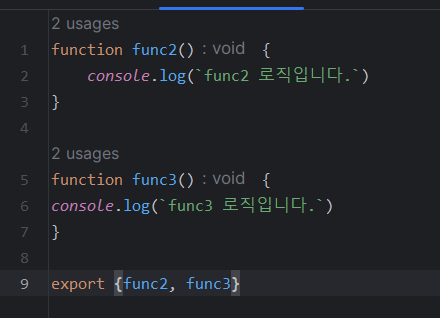 2 usages
1 function func2() : void {
2 console.log(`func2 로직입니다.`)
3 }
4
2 usages
5 function func3() : void {
6 console.log(`func3 로직입니다.`)
7 }
8
9 export {func2, func3}